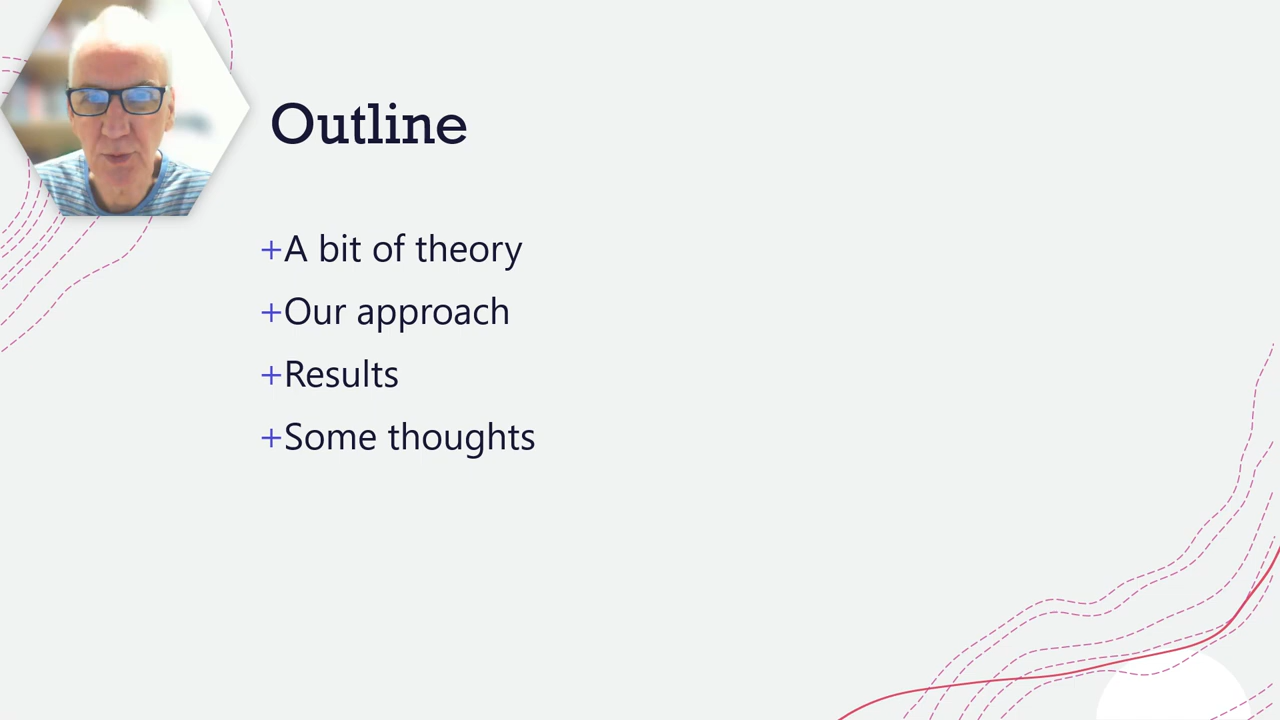 Outline
+A bit of theory
+Our approach
+Results
+Some thoughts